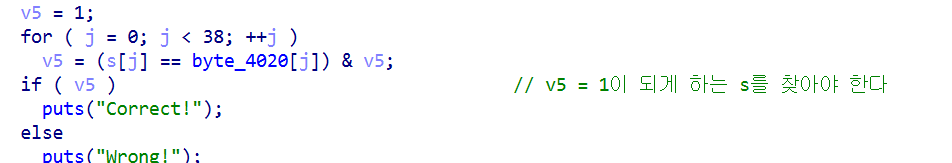 v5 = 1;
for ( j = 0; j < 38; ++j )
v5 = (s[j] == byte_4020[j]) & v5;
if ( v5 ) // v5 = 1이 되게 하는 s를 찾아야 한다
puts("Correct!");
else
puts("Wrong!");